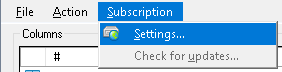 File Action Subscription
Settings...
Columns
Check for updates...
#